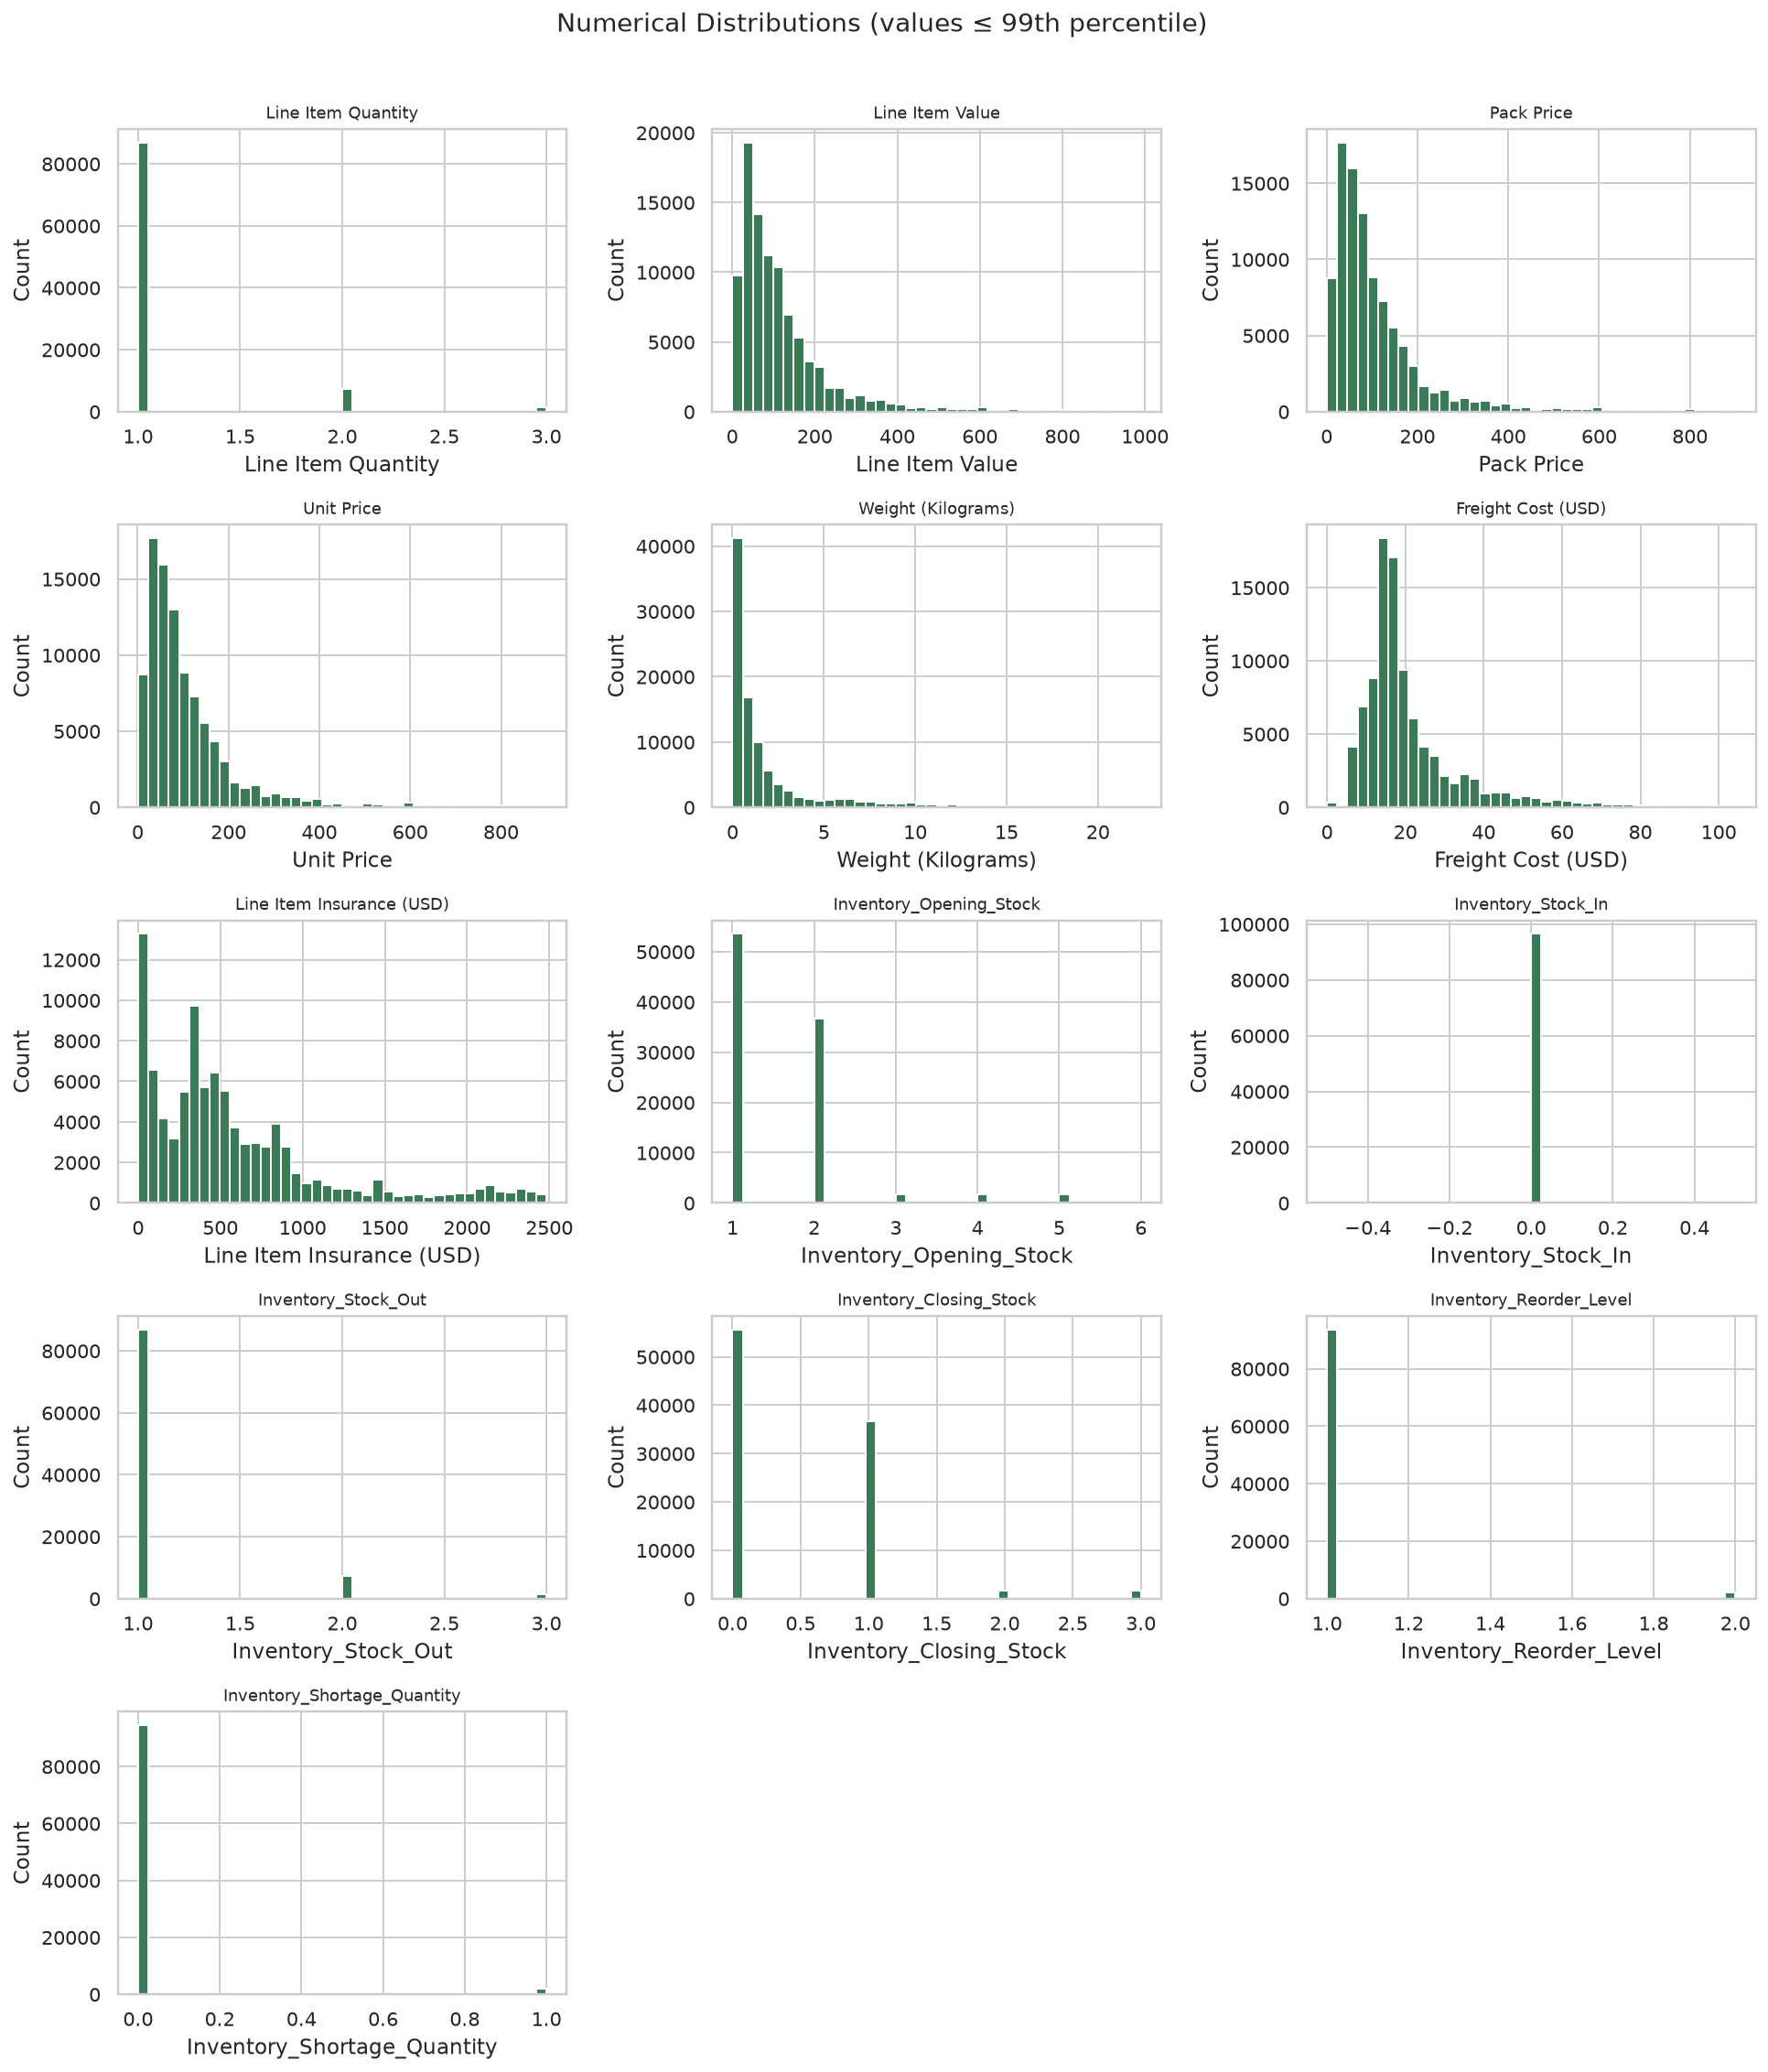 Numerical Distributions (values ≤ 99th percentile)
Line Item Quantity
Count
80000
60000
40000
20000
0
1.0 1.5 2.0 2.5 3.0
Line Item Quantity
Line Item Value
Count
20000
15000
10000
5000
0
0 200 400 600 800 1000
Line Item Value
Pack Price
Count
15000
10000
5000
0
0 200 400 600 800
Pack Price
Unit Price
Count
15000
10000
5000
0
0 200 400 600 800
Unit Price
Weight (Kilograms)
Count
40000
30000
20000
10000
0
0 5 10 15 20
Weight (Kilograms)
Freight Cost (USD)
Count
15000
10000
5000
0
0 20 40 60 80 100
Freight Cost (USD)
Line Item Insurance (USD)
Count
12000
10000
8000
6000
4000
2000
0
0 500 1000 1500 2000 2500
Line Item Insurance (USD)
Inventory_Opening_Stock
Count
50000
40000
30000
20000
10000
0
1 2 3 4 5 6
Inventory_Opening_Stock
Inventory_Stock_In
Count
100000
80000
60000
40000
20000
0
−0.4 −0.2 0.0 0.2 0.4
Inventory_Stock_In
Inventory_Stock_Out
Count
80000
60000
40000
20000
0
1.0 1.5 2.0 2.5 3.0
Inventory_Stock_Out
Inventory_Closing_Stock
Count
50000
40000
30000
20000
10000
0
0.0 0.5 1.0 1.5 2.0 2.5 3.0
Inventory_Closing_Stock
Inventory_Reorder_Level
Count
80000
60000
40000
20000
0
1.0 1.2 1.4 1.6 1.8 2.0
Inventory_Reorder_Level
Inventory_Shortage_Quantity
Count
80000
60000
40000
20000
0
0.0 0.2 0.4 0.6 0.8 1.0
Inventory_Shortage_Quantity